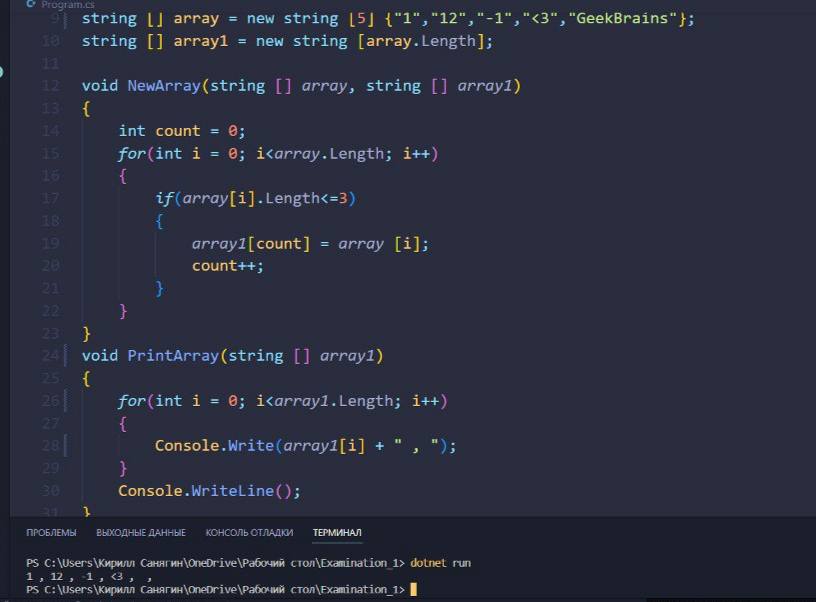 Program.cs
9 string [] array = new string [5] {"1","12","-1","<3","GeekBrains"};
10 string [] array1 = new string [array.Length];
11
12 void NewArray(string [] array, string [] array1)
13 {
14 int count = 0;
15 for(int i = 0; i<array.Length; i++)
16 {
17 if(array[i].Length<=3)
18 {
19 array1[count] = array [i];
20 count++;
21 }
22 }
23 }
24 void PrintArray(string [] array1)
25 {
26 for(int i = 0; i<array1.Length; i++)
27 {
28 Console.Write(array1[i] + " , ");
29 }
30 Console.WriteLine();
31 }
ПРОБЛЕМЫ ВЫХОДНЫЕ ДАННЫЕ КОНСОЛЬ ОТЛАДКИ ТЕРМИНАЛ
PS C:\Users\Кирилл Санягин\OneDrive\Рабочий стол\Examination_1> dotnet run
1 , 12 , -1 , <3 ,  ,
PS C:\Users\Кирилл Санягин\OneDrive\Рабочий стол\Examination_1>